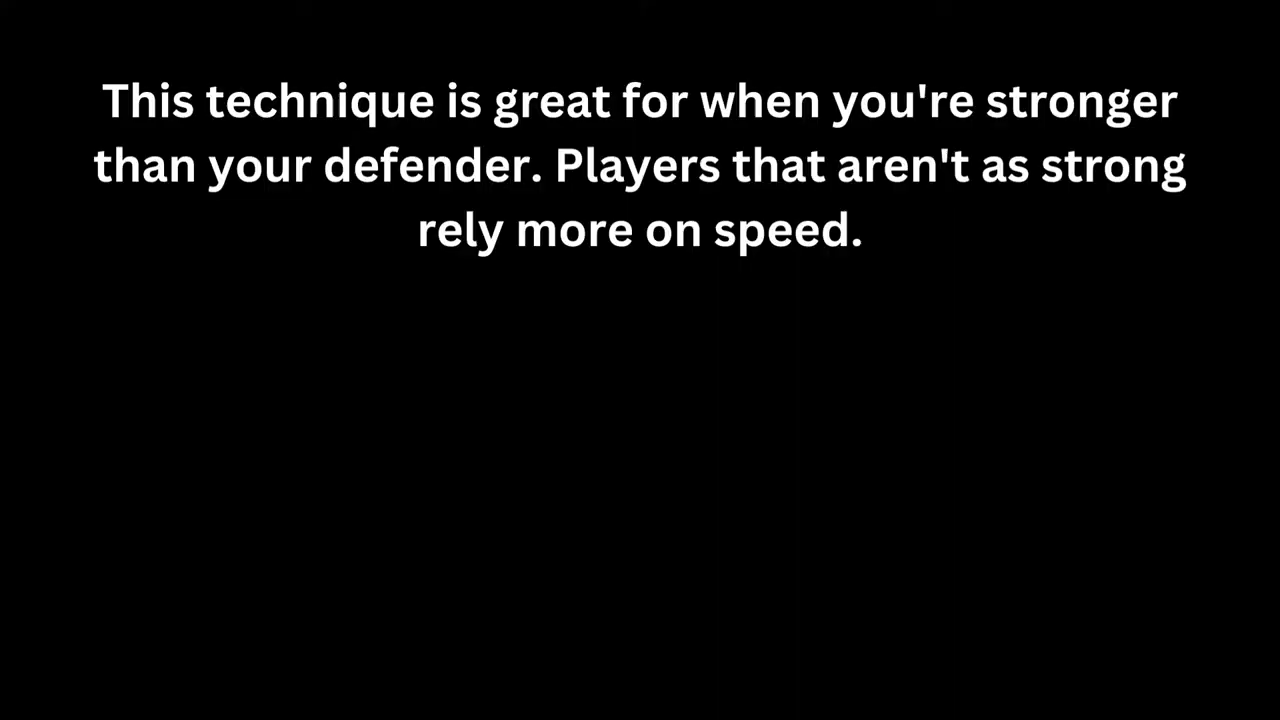 This technique is great for when you're stronger
than your defender. Players that aren't as strong
rely more on speed.